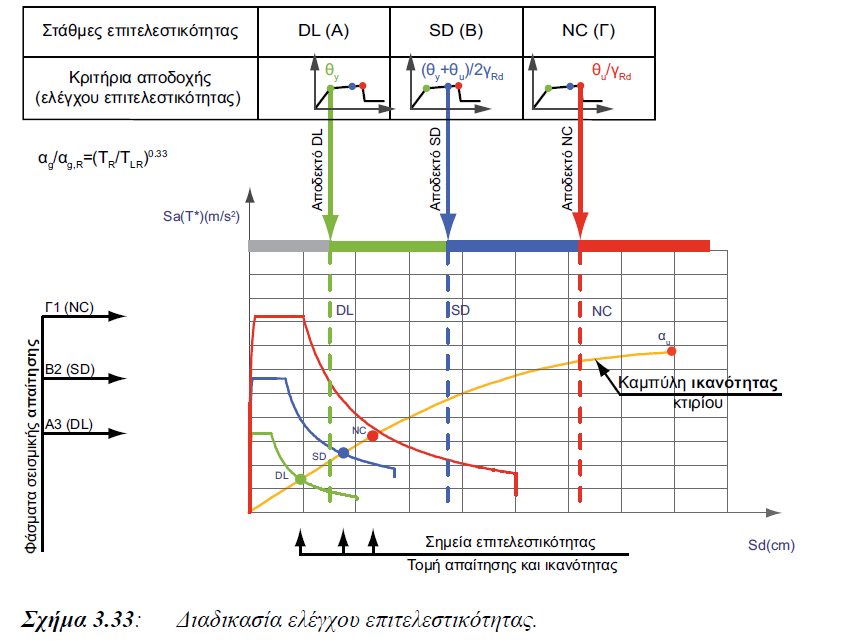 Στάθμες επιτελεστικότητας DL (A) SD (B) NC (Γ)
Κριτήρια αποδοχής
(ελέγχου επιτελεστικότητας)
θy (θy+θu)/2γRd θu/γRd
αg/αg,R=(TR/TLR)0.33
Αποδεκτό DL
Αποδεκτό SD
Αποδεκτό NC
Sa(T*)(m/s²)
DL SD NC
Γ1 (NC)
B2 (SD)
A3 (DL)
Φάσματα σεισμικής απαίτησης
αu
Καμπύλη ικανότητας
κτιρίου
NC
SD
DL
Σημεία επιτελεστικότητας
Τομή απαίτησης και ικανότητας
Sd(cm)
Σχήμα 3.33: Διαδικασία ελέγχου επιτελεστικότητας.